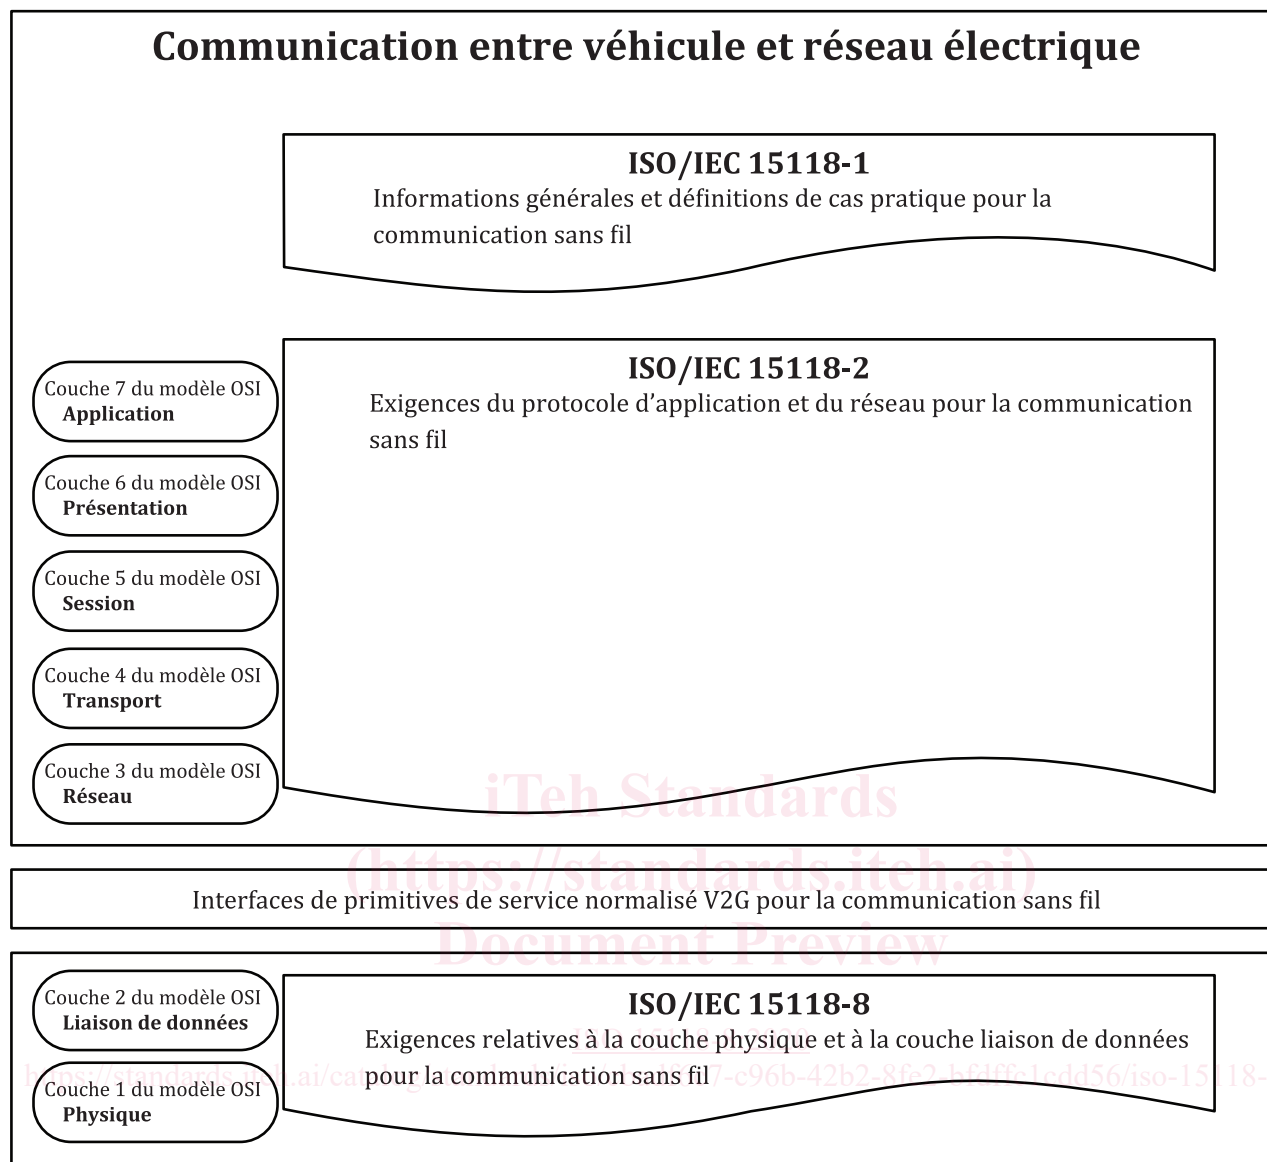 Communication entre véhicule et réseau électrique
ISO/IEC 15118-1
Informations générales et définitions de cas pratique pour la
communication sans fil
ISO/IEC 15118-2
Exigences du protocole d’application et du réseau pour la communication
sans fil
Couche 7 du modèle OSI
Application
Couche 6 du modèle OSI
Présentation
Couche 5 du modèle OSI
Session
Couche 4 du modèle OSI
Transport
Couche 3 du modèle OSI
Réseau
iTeh Standards
(https://standards.iteh.ai)
Interfaces de primitives de service normalisé V2G pour la communication sans fil
Document Preview
Couche 2 du modèle OSI
Liaison de données
ISO/IEC 15118-8
Exigences relatives à la couche physique et à la couche liaison de données
pour la communication sans fil
Couche 1 du modèle OSI
Physique